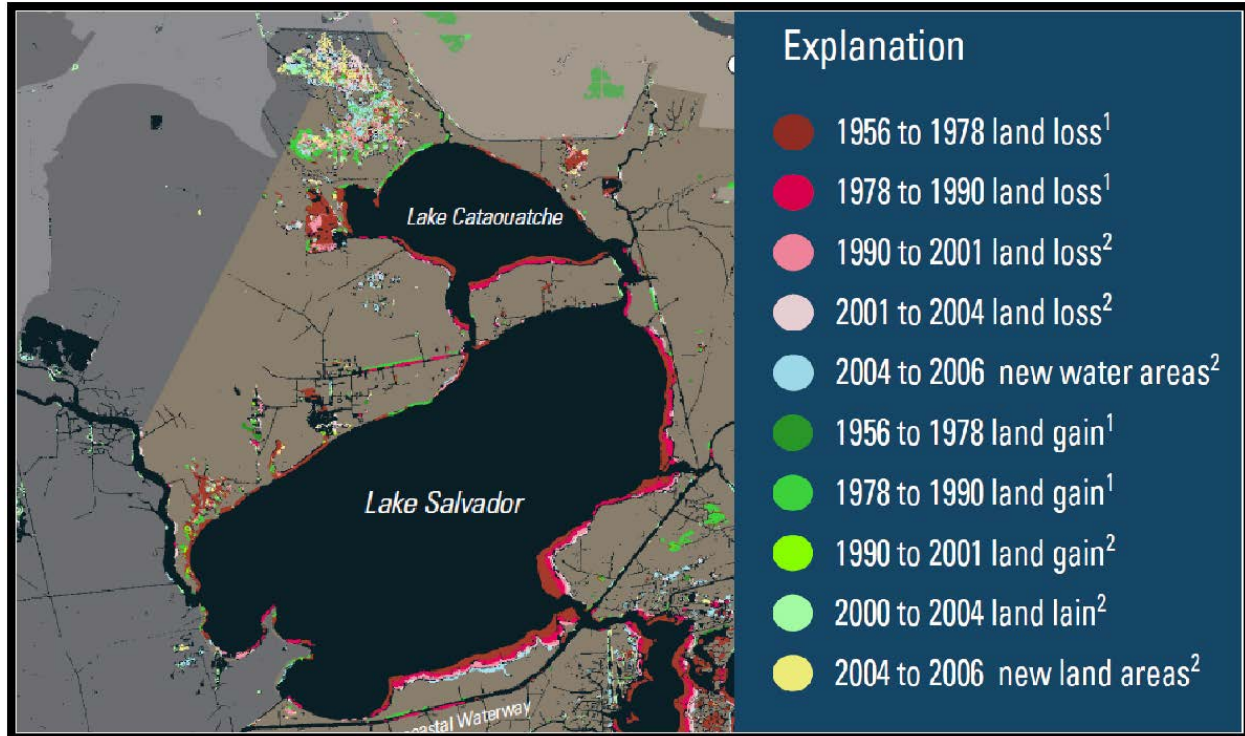 Explanation
1956 to 1978 land loss¹
1978 to 1990 land loss¹
1990 to 2001 land loss²
2001 to 2004 land loss²
2004 to 2006 new water areas²
1956 to 1978 land gain¹
1978 to 1990 land gain¹
1990 to 2001 land gain²
2000 to 2004 land lain²
2004 to 2006 new land areas²
Lake Cataouatche
Lake Salvador
coastal Waterway